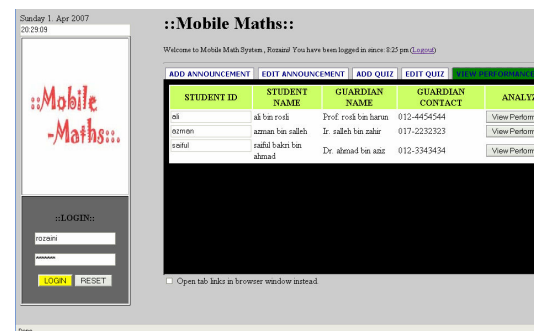 Sunday 1. Apr 2007
20:29:09
::Mobile
-Maths::.
::LOGIN::
rozaini
LOGIN RESET
::Mobile Maths::
Welcome to Mobile Math System , Rozaini! You have been logged in since: 8:25 pm (Logout)
ADD ANNOUNCEMENT EDIT ANNOUNCEMENT ADD QUIZ EDIT QUIZ VIEW PERFORMANCE
STUDENT ID STUDENT NAME GUARDIAN NAME GUARDIAN CONTACT ANALYZ
ali ali bin rosli Prof. rosli bin harun 012-4454544 View Perform
azman azman bin salleh Ir. salleh bin zahir 017-2232323 View Perform
saiful saiful bakri bin ahmad Dr. ahmad bin aziz 012-3343434 View Perform
Open tab links in browser window instead.